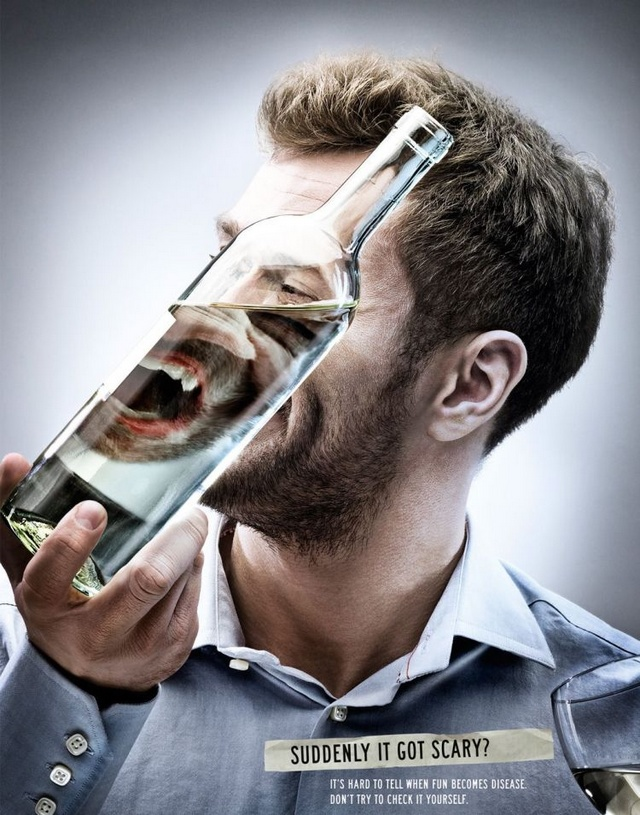 SUDDENLY IT GOT SCARY?
IT'S HARD TO TELL WHEN FUN BECOMES DISEASE.
DON'T TRY TO CHECK IT YOURSELF.